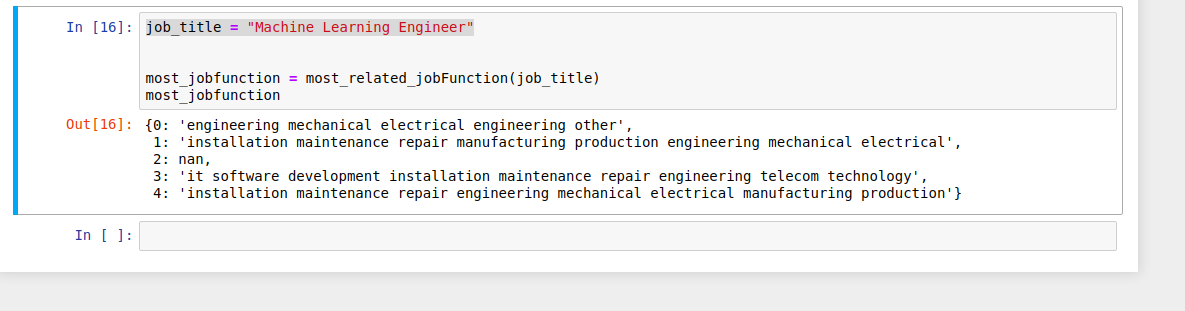 In [16]: job_title = "Machine Learning Engineer"
most_jobfunction = most_related_jobFunction(job_title)
most_jobfunction
Out[16]: {0: 'engineering mechanical electrical engineering other',
1: 'installation maintenance repair manufacturing production engineering mechanical electrical',
2: nan,
3: 'it software development installation maintenance repair engineering telecom technology',
4: 'installation maintenance repair engineering mechanical electrical manufacturing production'}
In [ ]: